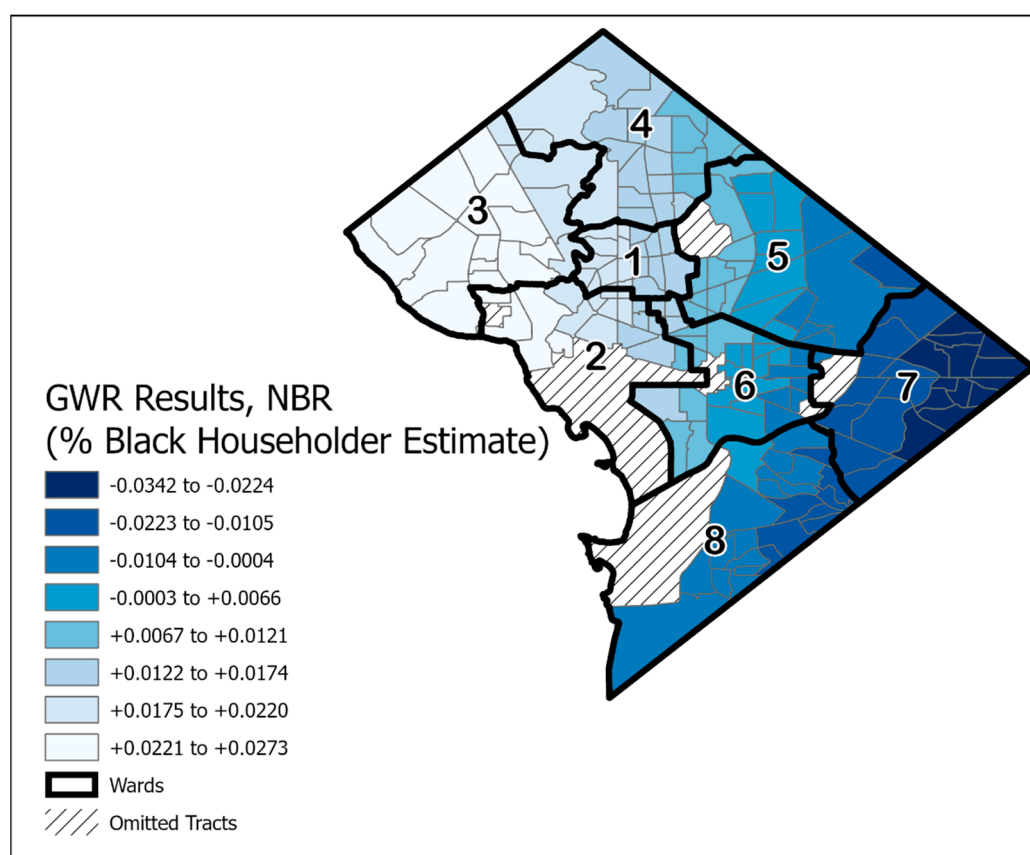 4
3
1
5
2
6
7
8
GWR Results, NBR
(% Black Householder Estimate)
-0.0342 to -0.0224
-0.0223 to -0.0105
-0.0104 to -0.0004
-0.0003 to +0.0066
+0.0067 to +0.0121
+0.0122 to +0.0174
+0.0175 to +0.0220
+0.0221 to +0.0273
Wards
Omitted Tracts